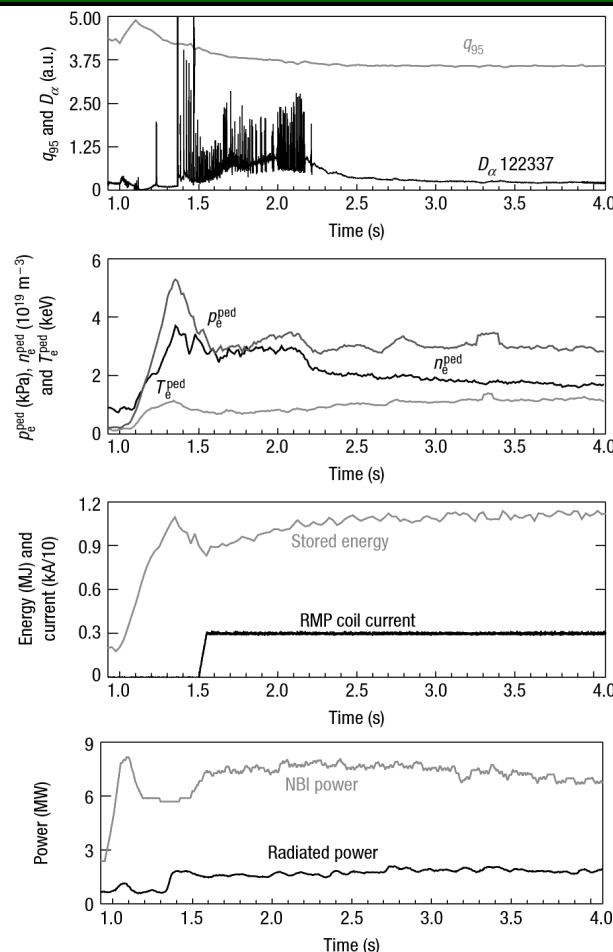 q95 and Dα (a.u.)
5.00
3.75
2.50
1.25
0
q95
Dα 122337
1.0 1.5 2.0 2.5 3.0 3.5 4.0
Time (s)
pe^ped (kPa), ne^ped (10^19 m^−3)
and Te^ped (keV)
6
4
2
0
pe^ped
ne^ped
Te^ped
1.0 1.5 2.0 2.5 3.0 3.5 4.0
Time (s)
Energy (MJ) and
current (kA/10)
1.2
0.9
0.6
0.3
0
Stored energy
RMP coil current
1.0 1.5 2.0 2.5 3.0 3.5 4.0
Time (s)
Power (MW)
9
6
3
0
NBI power
Radiated power
1.0 1.5 2.0 2.5 3.0 3.5 4.0
Time (s)